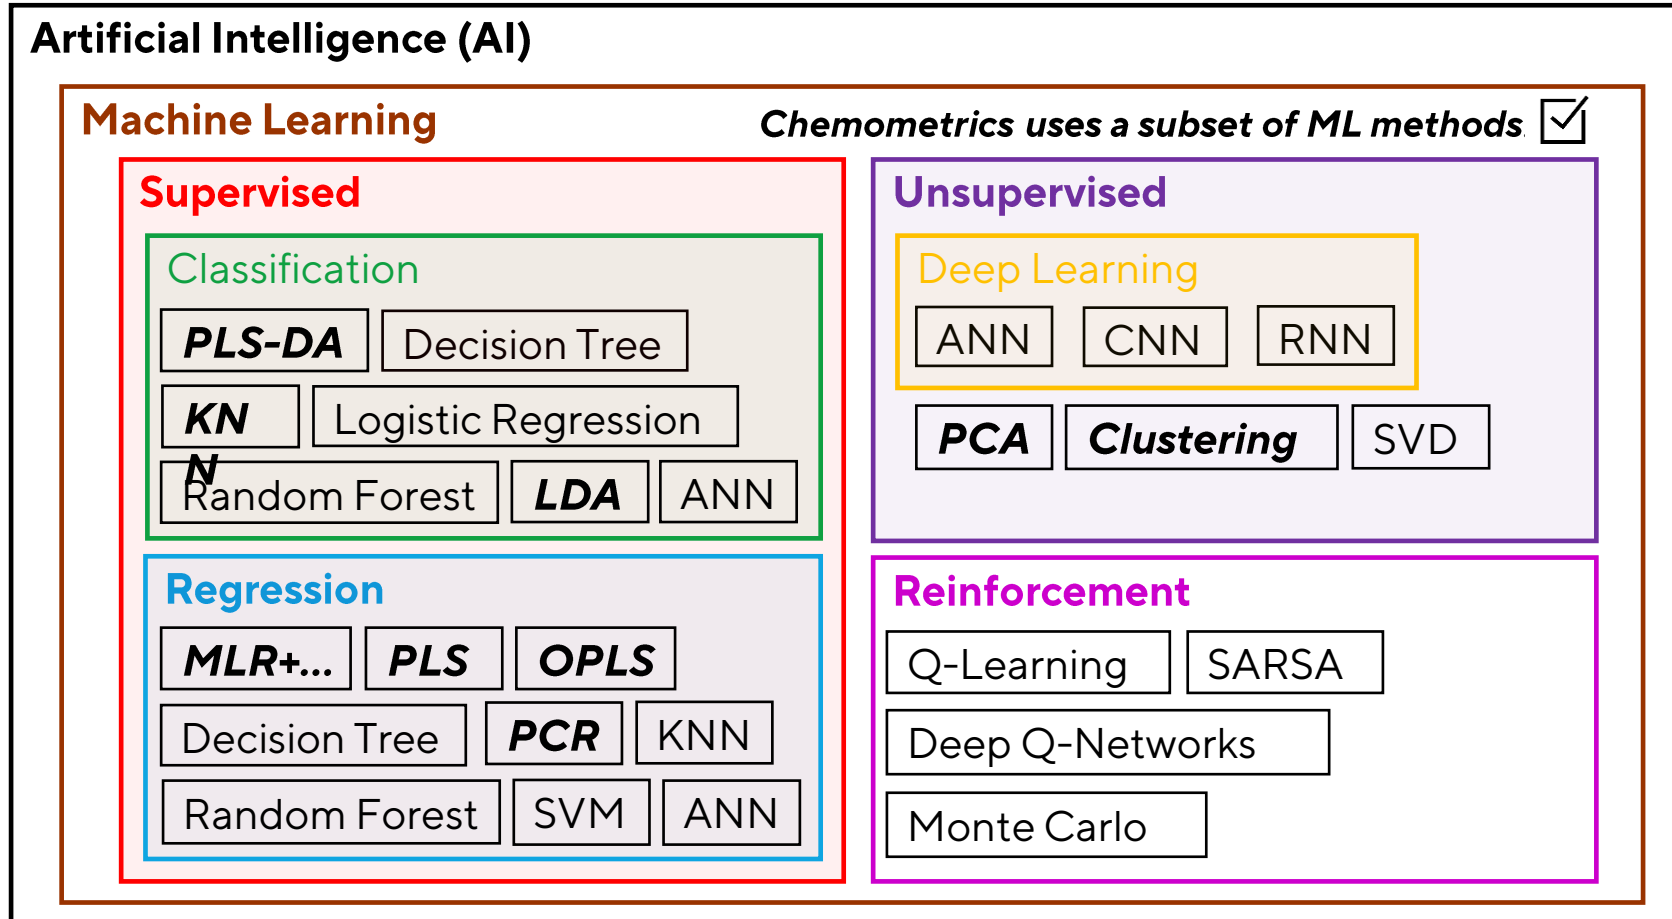 Artificial Intelligence (AI)
Machine Learning
Chemometrics uses a subset of ML methods.
Supervised
Classification
PLS-DA
Decision Tree
KN
N
Logistic Regression
Random Forest
LDA
ANN
Regression
MLR+...
PLS
OPLS
Decision Tree
PCR
KNN
Random Forest
SVM
ANN
Unsupervised
Deep Learning
ANN
CNN
RNN
PCA
Clustering
SVD
Reinforcement
Q-Learning
SARSA
Deep Q-Networks
Monte Carlo